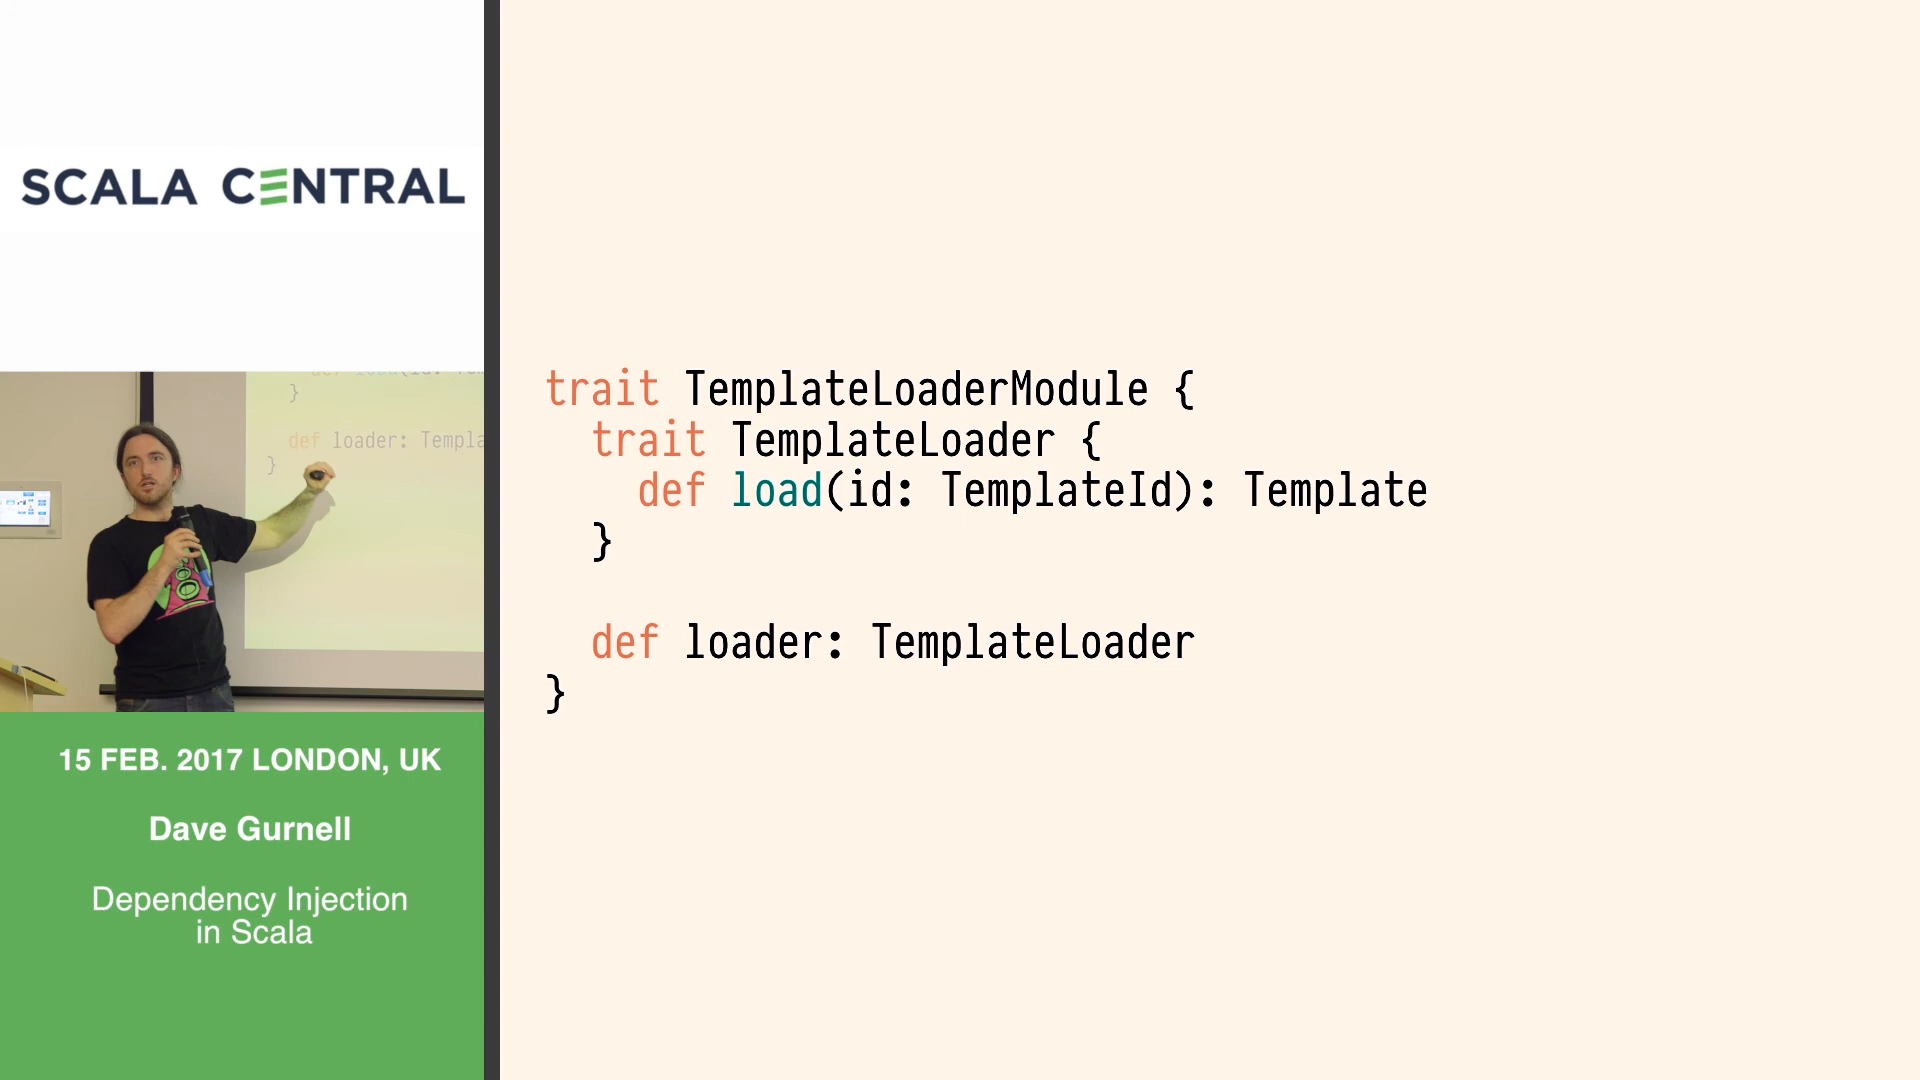 SCALA CENTRAL
}
def loader: Templa
}
15 FEB. 2017 LONDON, UK
Dave Gurnell
Dependency Injection
in Scala
trait TemplateLoaderModule {
  trait TemplateLoader {
    def load(id: TemplateId): Template
  }

  def loader: TemplateLoader
}